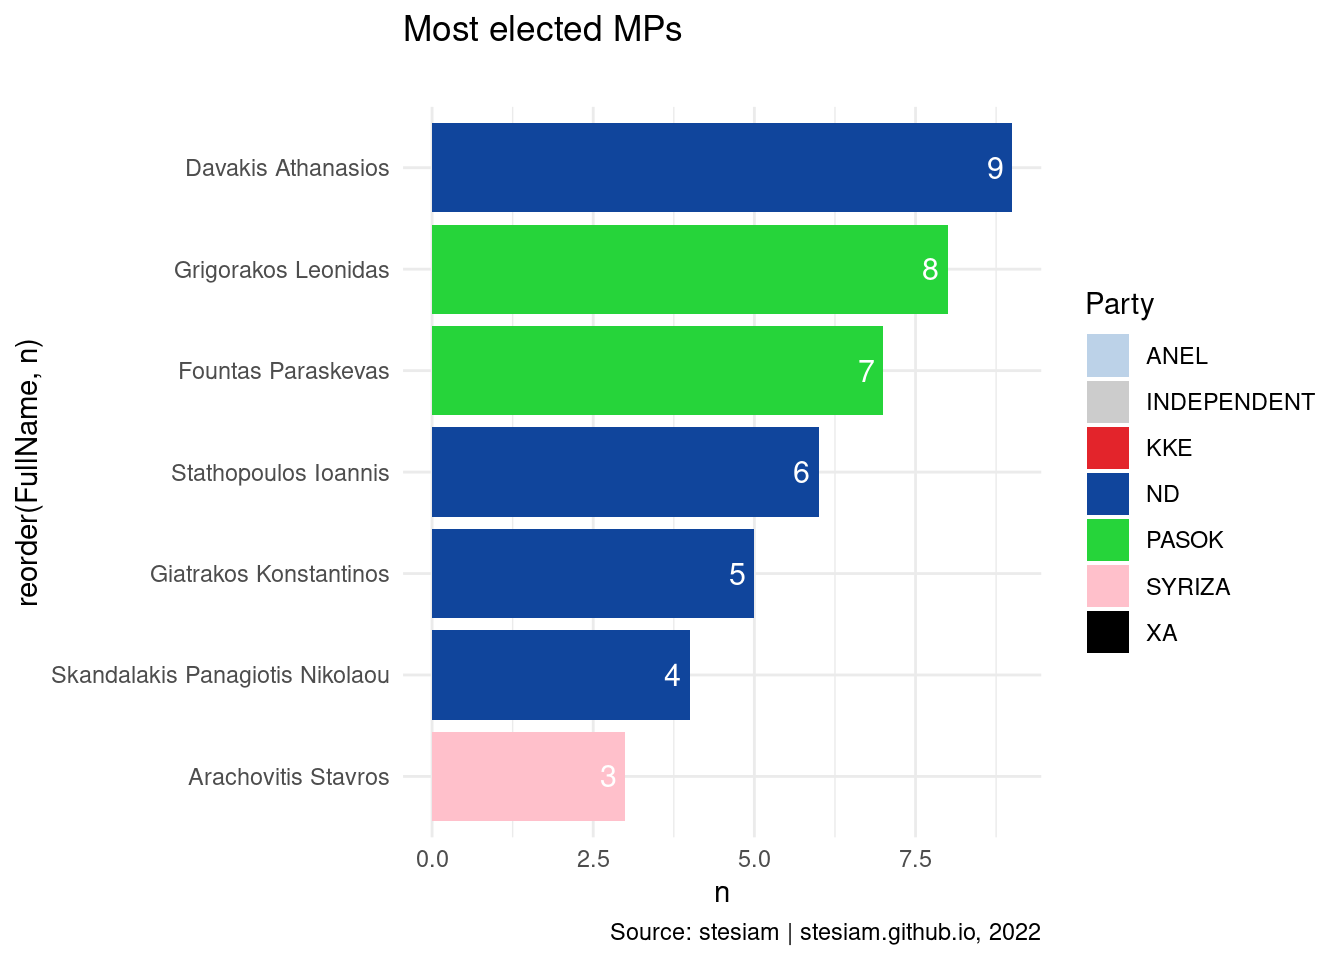 Most elected MPs
reorder(FullName, n)
Davakis Athanasios
9
Grigorakos Leonidas
8
Fountas Paraskevas
7
Stathopoulos Ioannis
6
Giatrakos Konstantinos
5
Skandalakis Panagiotis Nikolaou
4
Arachovitis Stavros
3
0.0 2.5 5.0 7.5
n
Party
ANEL
INDEPENDENT
KKE
ND
PASOK
SYRIZA
XA
Source: stesiam | stesiam.github.io, 2022